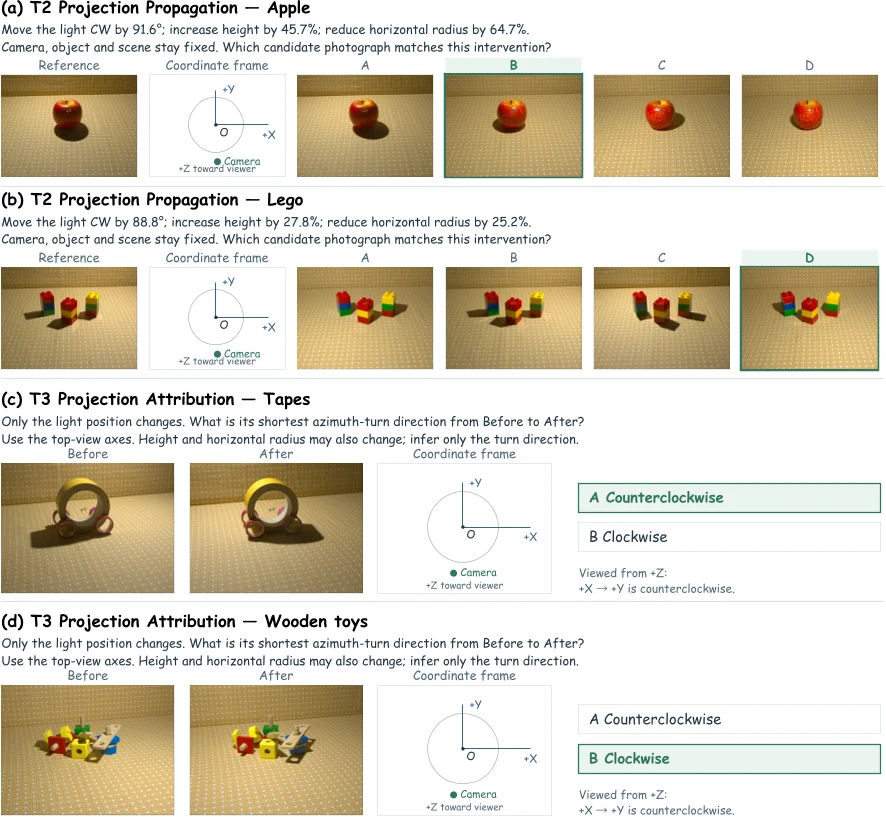 (a) T2 Projection Propagation — Apple
Move the light CW by 91.6°; increase height by 45.7%; reduce horizontal radius by 64.7%.
Camera, object and scene stay fixed. Which candidate photograph matches this intervention?
Reference Coordinate frame A B C D
+Y
O
+X
Camera
+Z toward viewer
(b) T2 Projection Propagation — Lego
Move the light CW by 88.8°; increase height by 27.8%; reduce horizontal radius by 25.2%.
Camera, object and scene stay fixed. Which candidate photograph matches this intervention?
Reference Coordinate frame A B C D
+Y
O
+X
Camera
+Z toward viewer
(c) T3 Projection Attribution — Tapes
Only the light position changes. What is its shortest azimuth-turn direction from Before to After?
Use the top-view axes. Height and horizontal radius may also change; infer only the turn direction.
Before After Coordinate frame
+Y
O
+X
Camera
+Z toward viewer
A Counterclockwise
B Clockwise
Viewed from +Z:
+X → +Y is counterclockwise.
(d) T3 Projection Attribution — Wooden toys
Only the light position changes. What is its shortest azimuth-turn direction from Before to After?
Use the top-view axes. Height and horizontal radius may also change; infer only the turn direction.
Before After Coordinate frame
+Y
O
+X
Camera
+Z toward viewer
A Counterclockwise
B Clockwise
Viewed from +Z:
+X → +Y is counterclockwise.